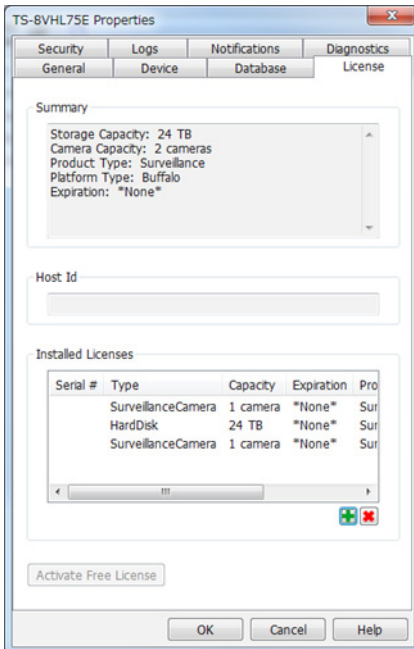 TS-8VHL75E Properties
Security Logs Notifications Diagnostics
General Device Database License
Summary
Storage Capacity: 24 TB
Camera Capacity: 2 cameras
Product Type: Surveillance
Platform Type: Buffalo
Expiration: *None*
Host Id
Installed Licenses
Serial # Type Capacity Expiration Pro
SurveillanceCamera 1 camera *None* Sur
HardDisk 24 TB *None* Sur
SurveillanceCamera 1 camera *None* Sur
Activate Free License
OK Cancel Help